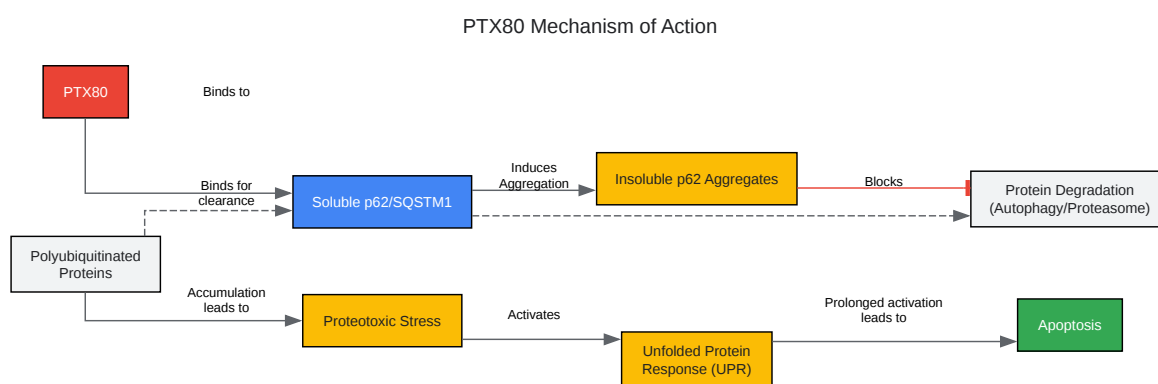 PTX80 Mechanism of Action
PTX80
Binds to
Binds for
clearance
Soluble p62/SQSTM1
Induces
Aggregation
Insoluble p62 Aggregates
Blocks
Protein Degradation
(Autophagy/Proteasome)
Polyubiquitinated
Proteins
Accumulation
leads to
Proteotoxic Stress
Activates
Unfolded Protein
Response (UPR)
Prolonged activation
leads to
Apoptosis